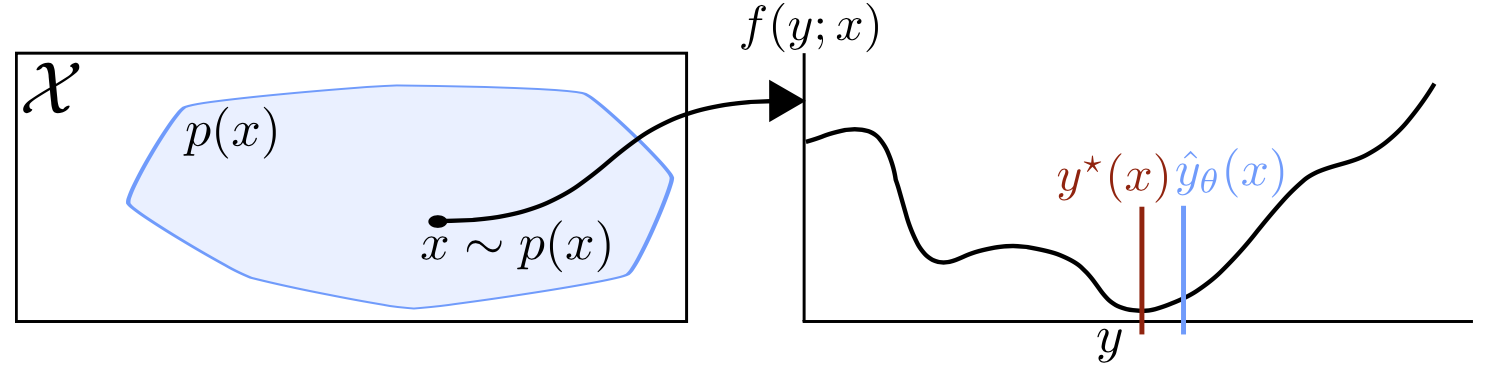 𝒳
p(x)
x ∼ p(x)
f(y; x)
y⋆(x) ŷθ(x)
y